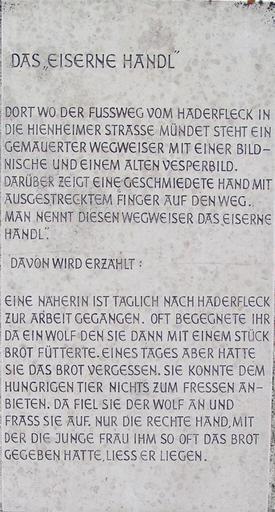 DAS „EISERNE HANDL"
DORT WO DER FUSSWEG VOM HADERFLECK IN
DIE HIENHEIMER STRASSE MÜNDET STEHT EIN
GEMAUERTER WEGWEISER MIT EINER BILD-
NISCHE UND EINEM ALTEN VESPERBILD.
DARÜBER ZEIGT EINE GESCHMIEDETE HAND MIT
AUSGESTRECKTEM FINGER AUF DEN WEG.
MAN NENNT DIESEN WEGWEISER DAS „EISERNE
HANDL".
DAVON WIRD ERZÄHLT:
EINE NÄHERIN IST TÄGLICH NACH HADERFLECK
ZUR ARBEIT GEGANGEN. OFT BEGEGNETE IHR
DA EIN WOLF DEN SIE DANN MIT EINEM STÜCK
BROT FÜTTERTE. EINES TAGES ABER HATTE
SIE DAS BROT VERGESSEN. SIE KONNTE DEM
HUNGRIGEN TIER NICHTS ZUM FRESSEN AN-
BIETEN. DA FIEL SIE DER WOLF AN UND
FRASS SIE AUF. NUR DIE RECHTE HAND, MIT
DER DIE JUNGE FRAU IHM SO OFT DAS BROT
GEGEBEN HATTE, LIESS ER LIEGEN.